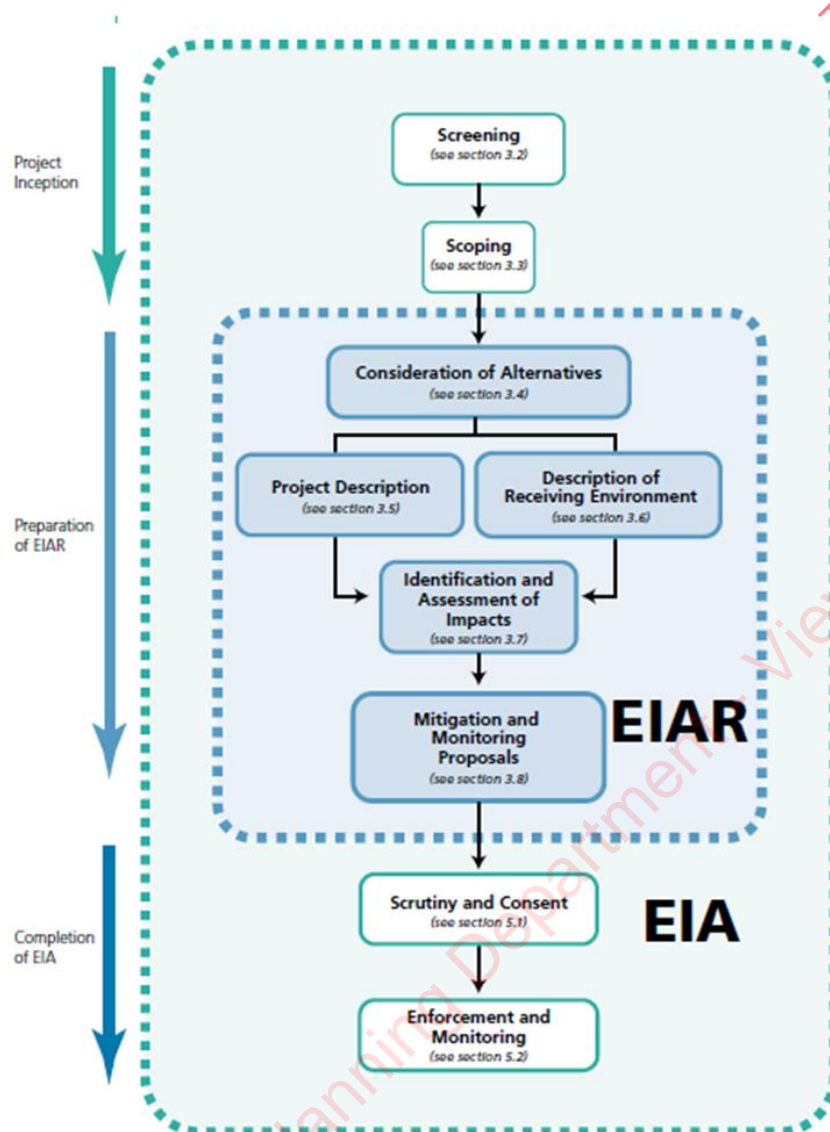 Project
Inception
Screening
(see section 3.2)
Scoping
(see section 3.3)
Consideration of Alternatives
(see section 3.4)
Project Description
(see section 3.5)
Description of
Receiving Environment
(see section 3.6)
Preparation
of EIAR
Identification and
Assessment of
Impacts
(see section 3.7)
Mitigation and
Monitoring
Proposals
(see section 3.8)
EIAR
Scrutiny and Consent
(see section 5.1)
EIA
Completion
of EIA
Enforcement and
Monitoring
(see section 5.2)
Planning Department - View